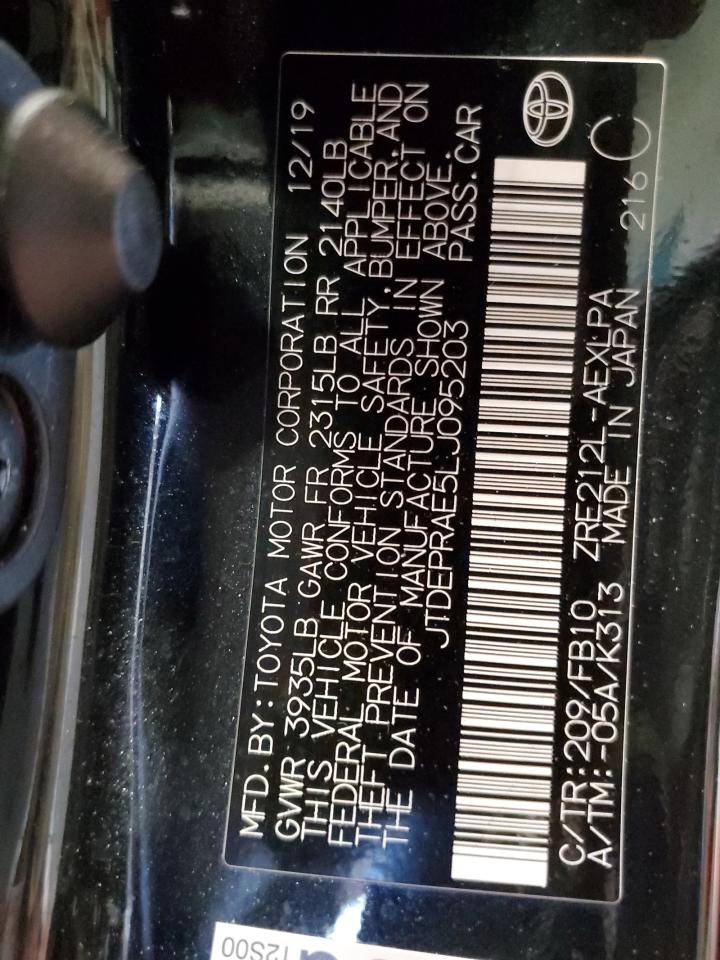 MFD.BY:TOYOTA MOTOR CORPORATION 12/19
GVWR 3935LB GAWR FR 2315LB RR 2140LB
THIS VEHICLE CONFORMS TO ALL APPLICABLE
FEDERAL MOTOR VEHICLE SAFETY,BUMPER,AND
THEFT PREVENTION STANDARDS IN EFFECT ON
THE DATE OF MANUFACTURE SHOWN ABOVE.
JTDEPRAE5LJ095203 PASS.CAR
C/TR:209/FB10 ZRE212L-AEXLPA
A/TM:-05A/K313 MADE IN JAPAN 216 C
12S00